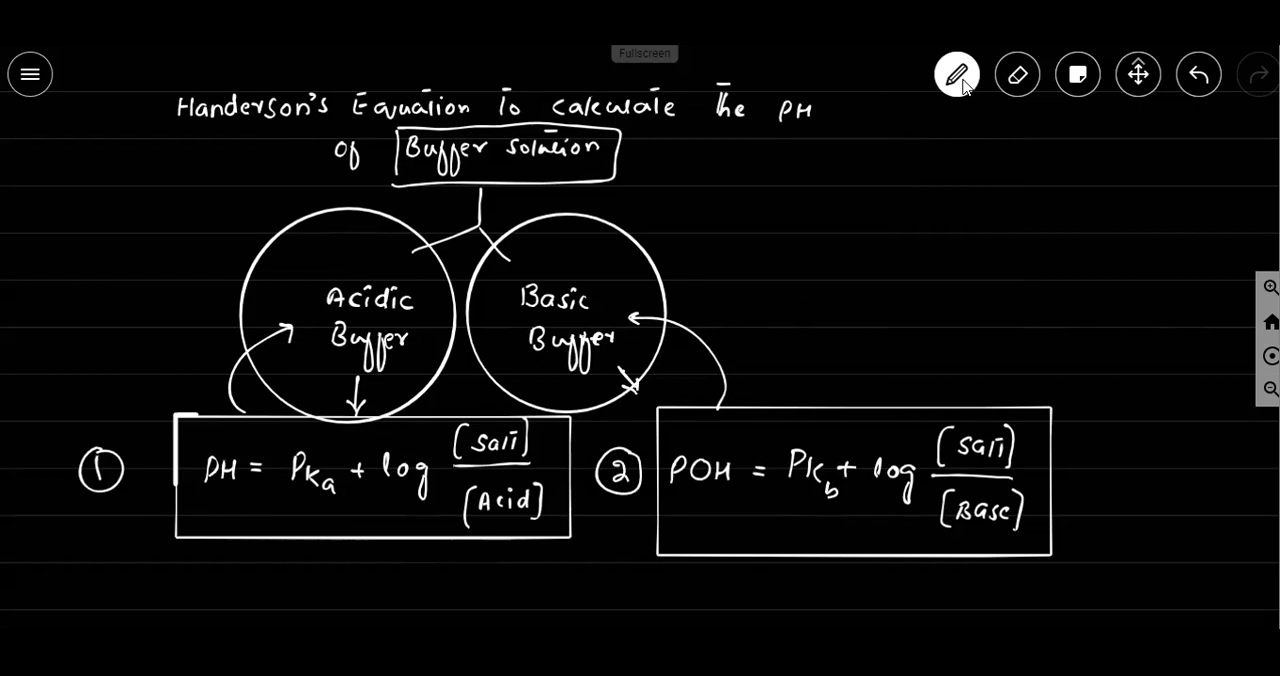 Fullscreen
Handerson's Equation to calculate the PH
of Buffer solution
Acidic
Buffer
Basic
Buffer
① PH = PKa + log [salt] / [Acid]
② POH = PKb + log [salt] / [Base]